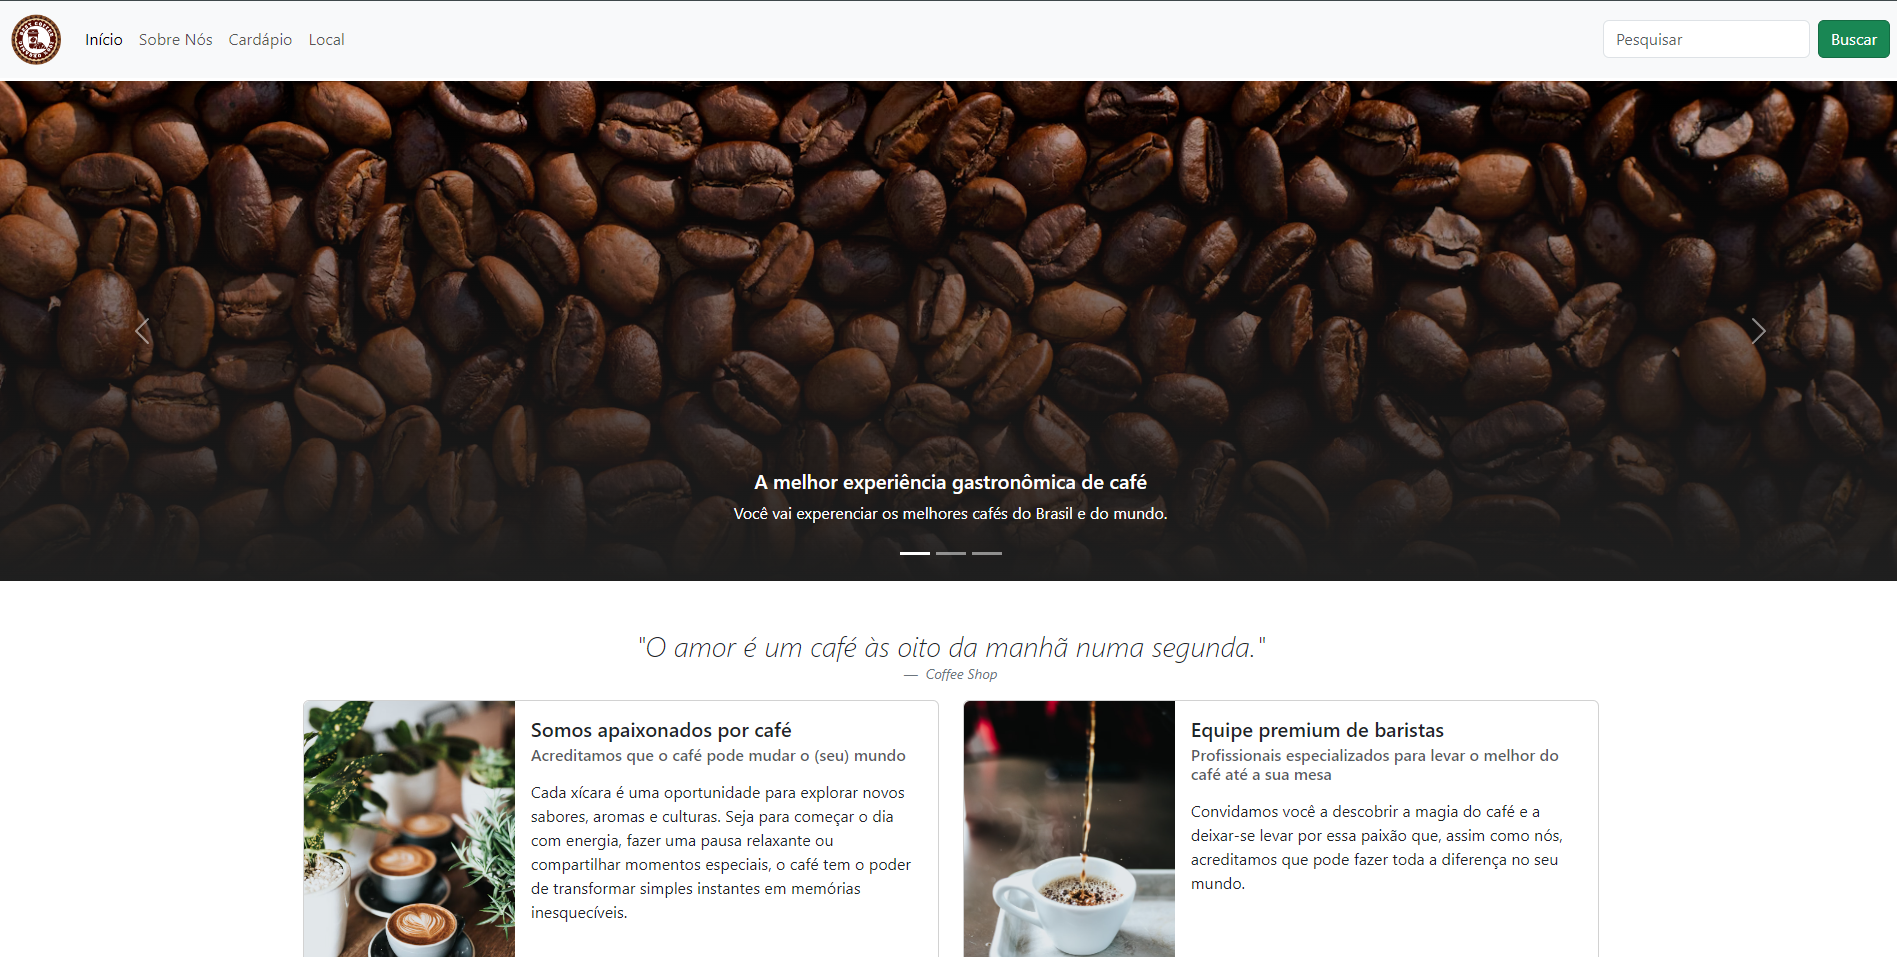 Início Sobre Nós Cardápio Local Pesquisar Buscar
A melhor experiência gastronômica de café
Você vai experenciar os melhores cafés do Brasil e do mundo.
"O amor é um café às oito da manhã numa segunda."
— Coffee Shop
Somos apaixonados por café
Acreditamos que o café pode mudar o (seu) mundo
Cada xícara é uma oportunidade para explorar novos
sabores, aromas e culturas. Seja para começar o dia
com energia, fazer uma pausa relaxante ou
compartilhar momentos especiais, o café tem o poder
de transformar simples instantes em memórias
inesquecíveis.
Equipe premium de baristas
Profissionais especializados para levar o melhor do
café até a sua mesa
Convidamos você a descobrir a magia do café e a
deixar-se levar por essa paixão que, assim como nós,
acreditamos que pode fazer toda a diferença no seu
mundo.